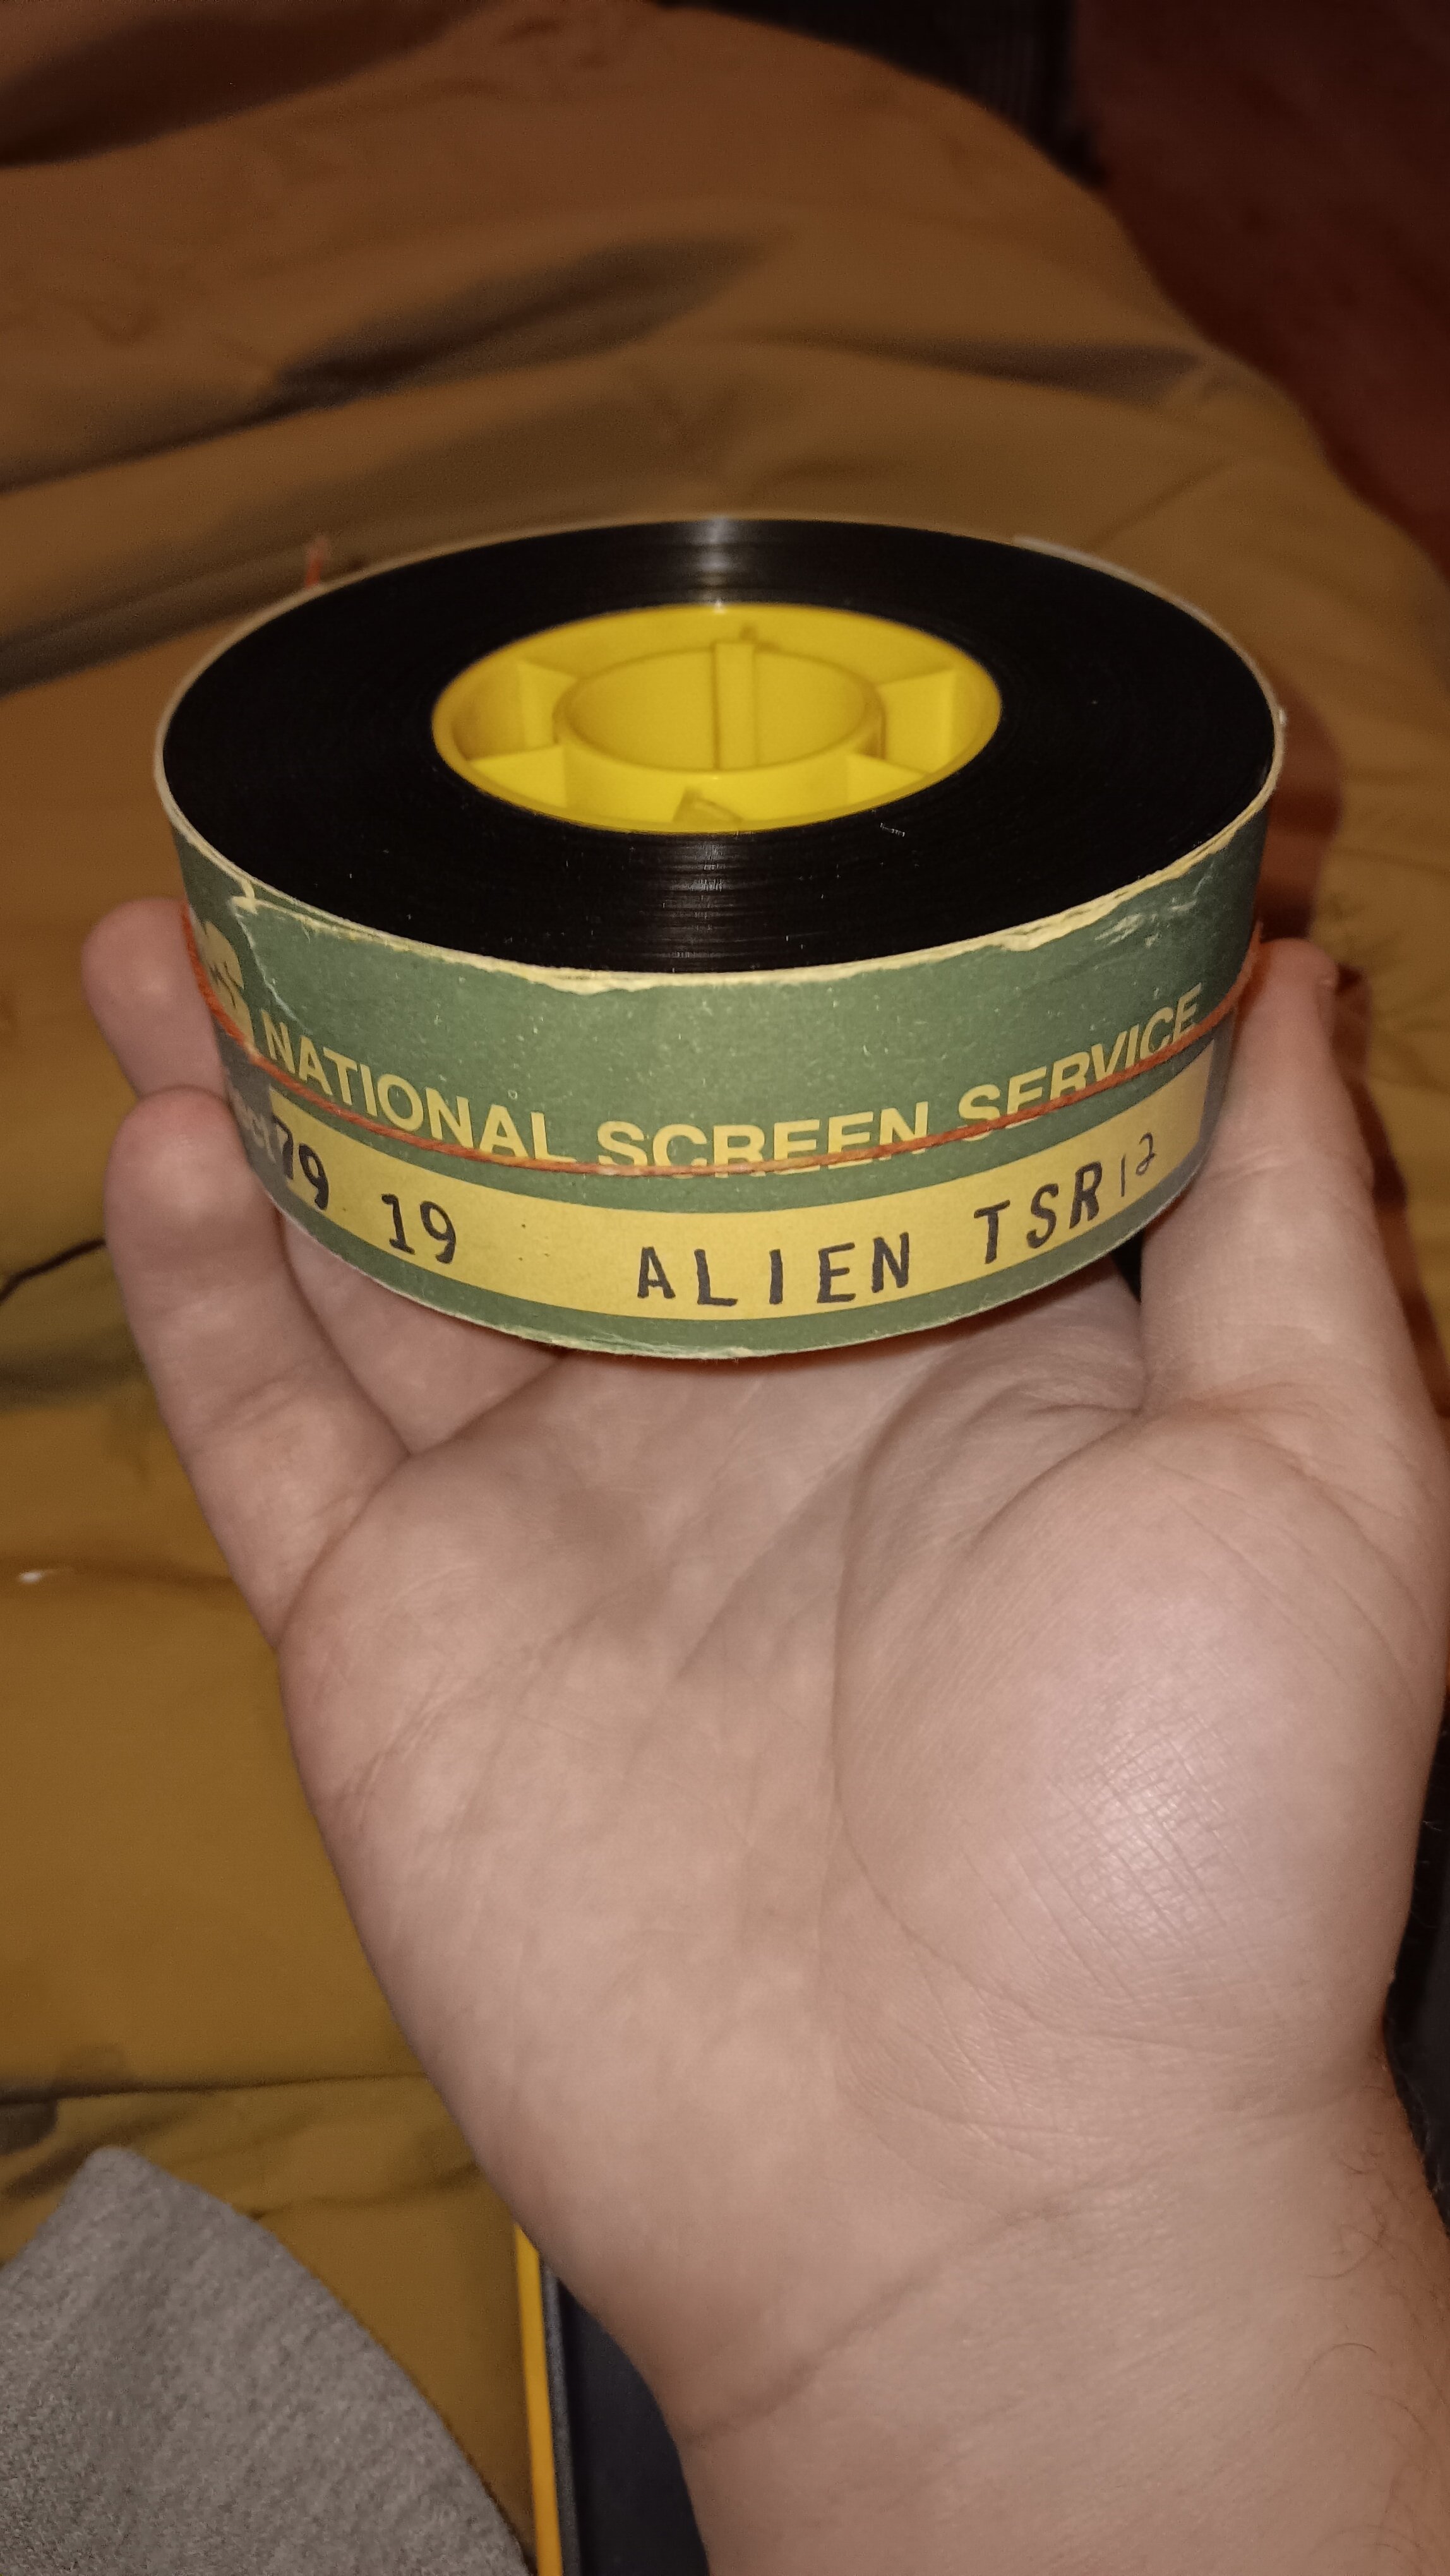 NATIONAL SCREEN SERVICE
79 19 ALIEN TSR 12